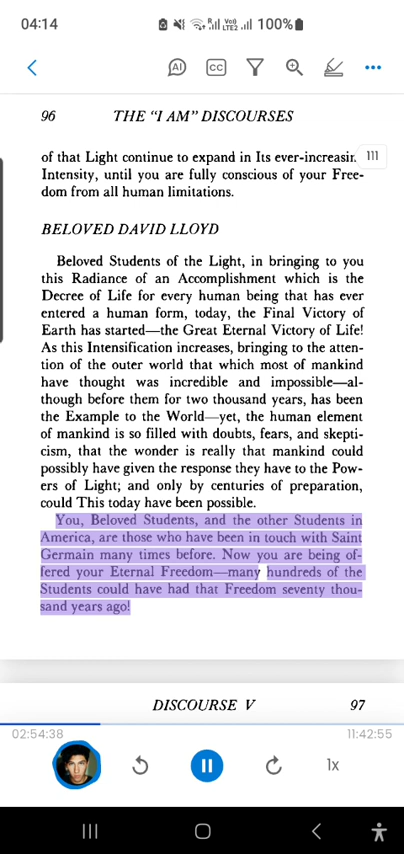 04:14
Vo))
R
LTE2
100%
AI
CC
96 THE “I AM” DISCOURSES
of that Light continue to expand in Its ever-increasin
111
Intensity, until you are fully conscious of your Free-
dom from all human limitations.
BELOVED DAVID LLOYD
Beloved Students of the Light, in bringing to you
this Radiance of an Accomplishment which is the
Decree of Life for every human being that has ever
entered a human form, today, the Final Victory of
Earth has started—the Great Eternal Victory of Life!
As this Intensification increases, bringing to the atten-
tion of the outer world that which most of mankind
have thought was incredible and impossible—al-
though before them for two thousand years, has been
the Example to the World—yet, the human element
of mankind is so filled with doubts, fears, and skepti-
cism, that the wonder is really that mankind could
possibly have given the response they have to the Pow-
ers of Light; and only by centuries of preparation,
could This today have been possible.
You, Beloved Students, and the other Students in
America, are those who have been in touch with Saint
Germain many times before. Now you are being of-
fered your Eternal Freedom—many hundreds of the
Students could have had that Freedom seventy thou-
sand years ago!
DISCOURSE V 97
02:54:38 11:42:55
1x